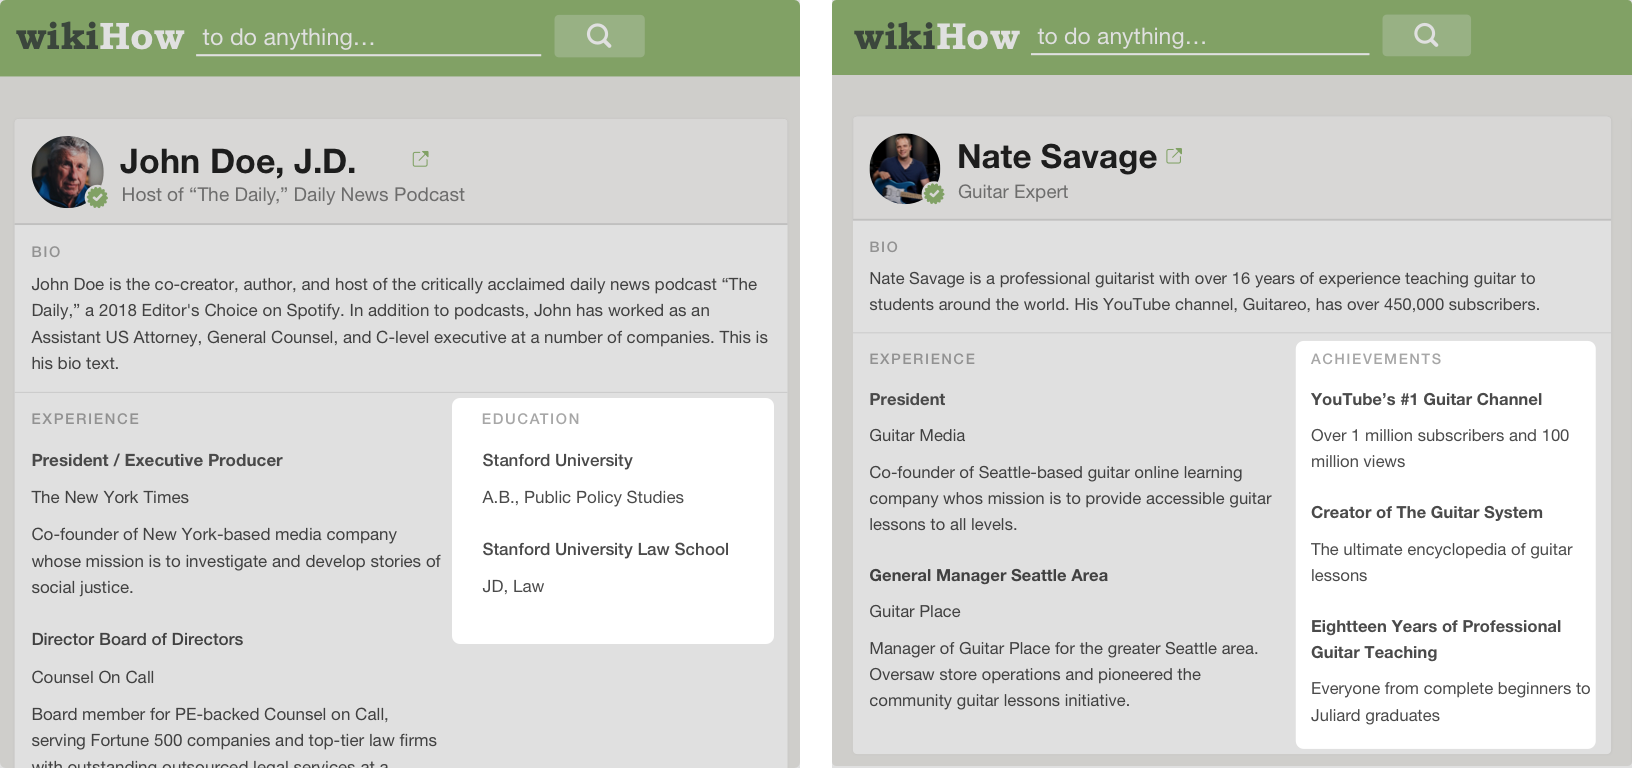 wikiHow to do anything...
John Doe, J.D.
Host of “The Daily,” Daily News Podcast
BIO
John Doe is the co-creator, author, and host of the critically acclaimed daily news podcast “The
Daily,” a 2018 Editor's Choice on Spotify. In addition to podcasts, John has worked as an
Assistant US Attorney, General Counsel, and C-level executive at a number of companies. This is
his bio text.
EXPERIENCE
President / Executive Producer
The New York Times
Co-founder of New York-based media company
whose mission is to investigate and develop stories of
social justice.
Director Board of Directors
Counsel On Call
Board member for PE-backed Counsel on Call,
serving Fortune 500 companies and top-tier law firms
with outstanding outsourced legal services at a
EDUCATION
Stanford University
A.B., Public Policy Studies
Stanford University Law School
JD, Law
wikiHow to do anything...
Nate Savage
Guitar Expert
BIO
Nate Savage is a professional guitarist with over 16 years of experience teaching guitar to
students around the world. His YouTube channel, Guitareo, has over 450,000 subscribers.
EXPERIENCE
President
Guitar Media
Co-founder of Seattle-based guitar online learning
company whos mission is to provide accessible guitar
lessons to all levels.
General Manager Seattle Area
Guitar Place
Manager of Guitar Place for the greater Seattle area.
Oversaw store operations and pioneered the
community guitar lessons initiative.
ACHIEVEMENTS
YouTube’s #1 Guitar Channel
Over 1 million subscribers and 100
million views
Creator of The Guitar System
The ultimate encyclopedia of guitar
lessons
Eightteen Years of Professional
Guitar Teaching
Everyone from complete beginners to
Juliard graduates